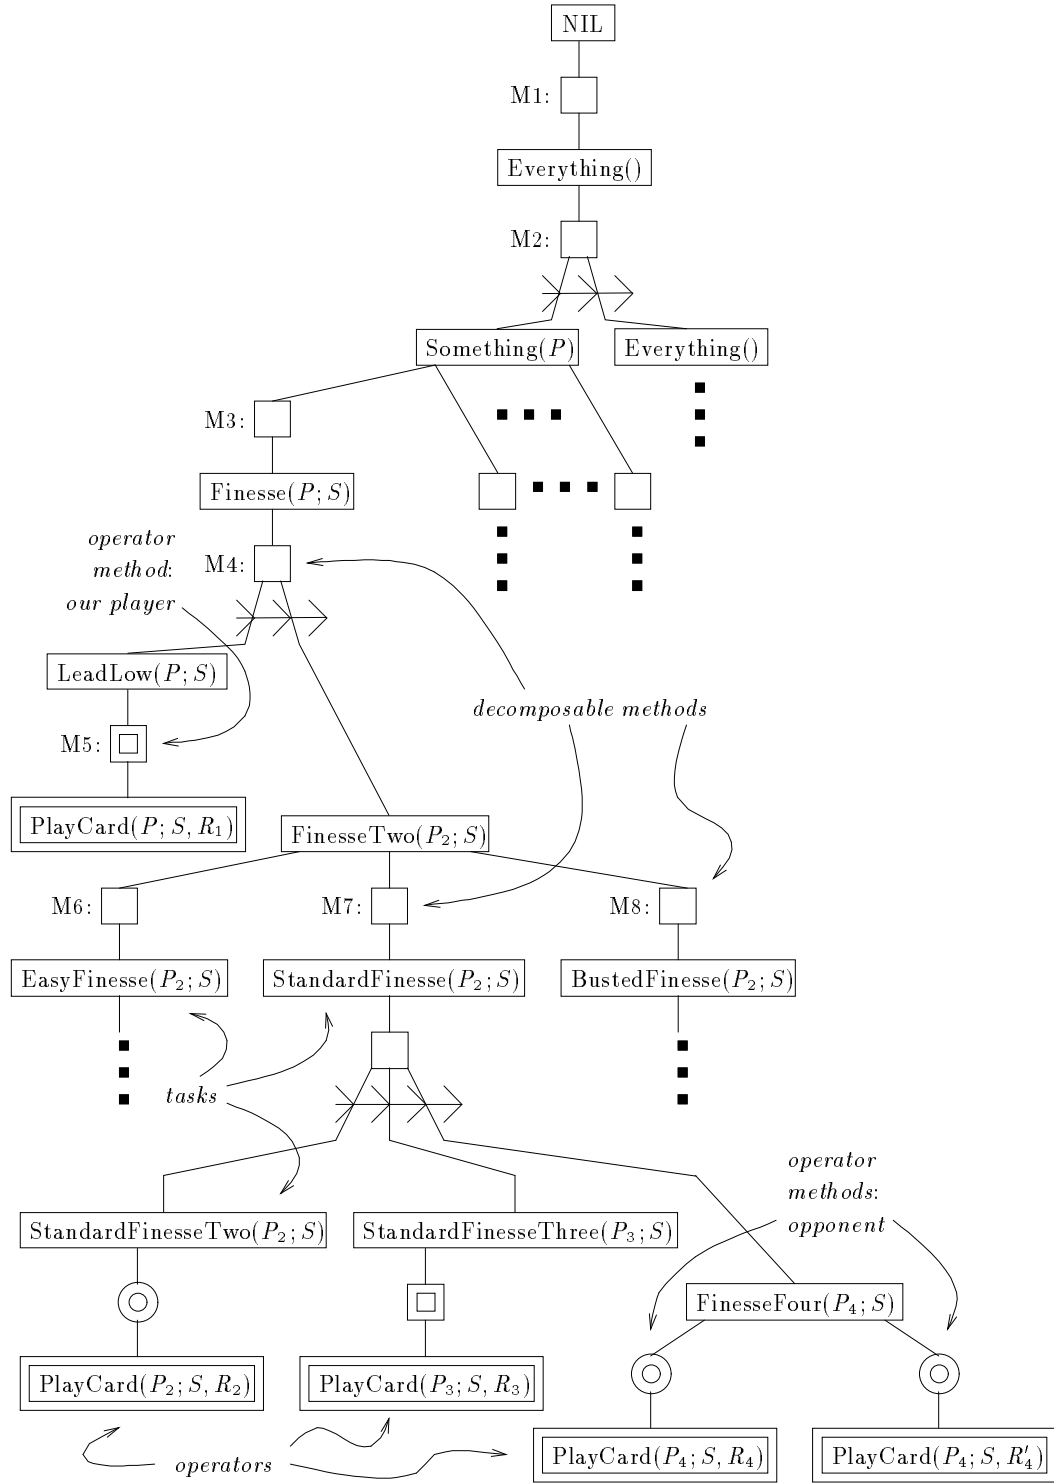 NIL
M1:
Everything()
M2:
Something(P)
Everything()
M3:
Finesse(P; S)
operator
method:
our player
M4:
LeadLow(P; S)
decomposable methods
M5:
PlayCard(P; S, R₁)
FinesseTwo(P₂; S)
M6:
M7:
M8:
EasyFinesse(P₂; S)
StandardFinesse(P₂; S)
BustedFinesse(P₂; S)
tasks
operator
methods:
opponent
StandardFinesseTwo(P₂; S)
StandardFinesseThree(P₃; S)
FinesseFour(P₄; S)
PlayCard(P₂; S, R₂)
PlayCard(P₃; S, R₃)
PlayCard(P₄; S, R₄)
PlayCard(P₄; S, R′₄)
operators